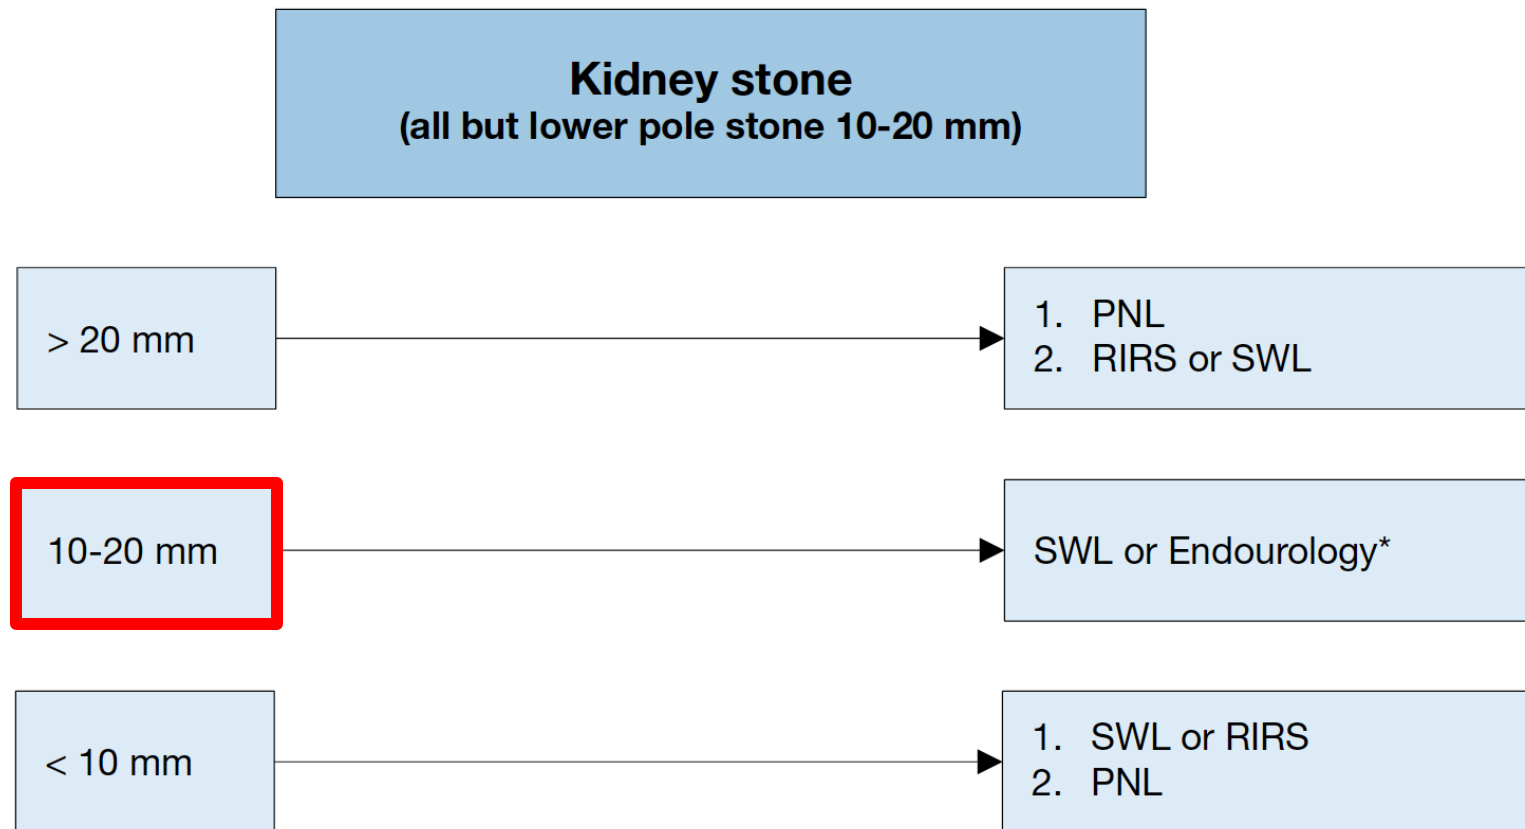 Kidney stone
(all but lower pole stone 10-20 mm)
> 20 mm
1. PNL
2. RIRS or SWL
10-20 mm
SWL or Endourology*
< 10 mm
1. SWL or RIRS
2. PNL